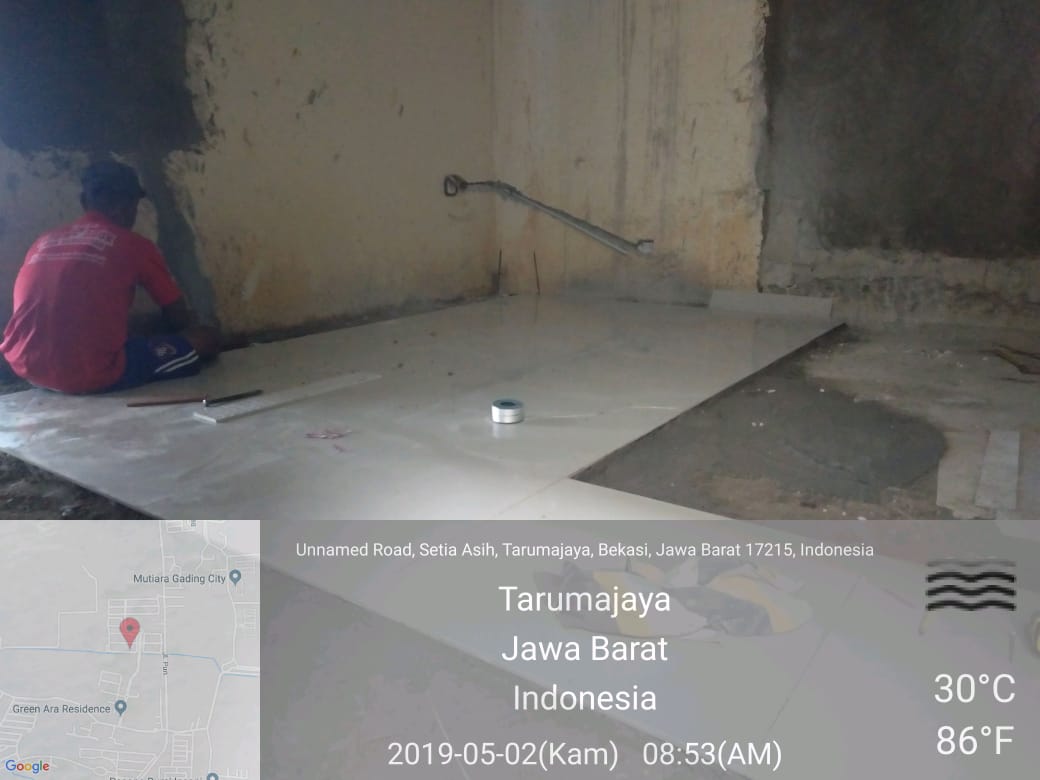 Unnamed Road, Setia Asih, Tarumajaya, Bekasi, Jawa Barat 17215, Indonesia
Tarumajaya
Jawa Barat
Indonesia
2019-05-02(Kam) 08:53(AM)
30°C
86°F
Mutiara Gading City
Green Ara Residence
Google